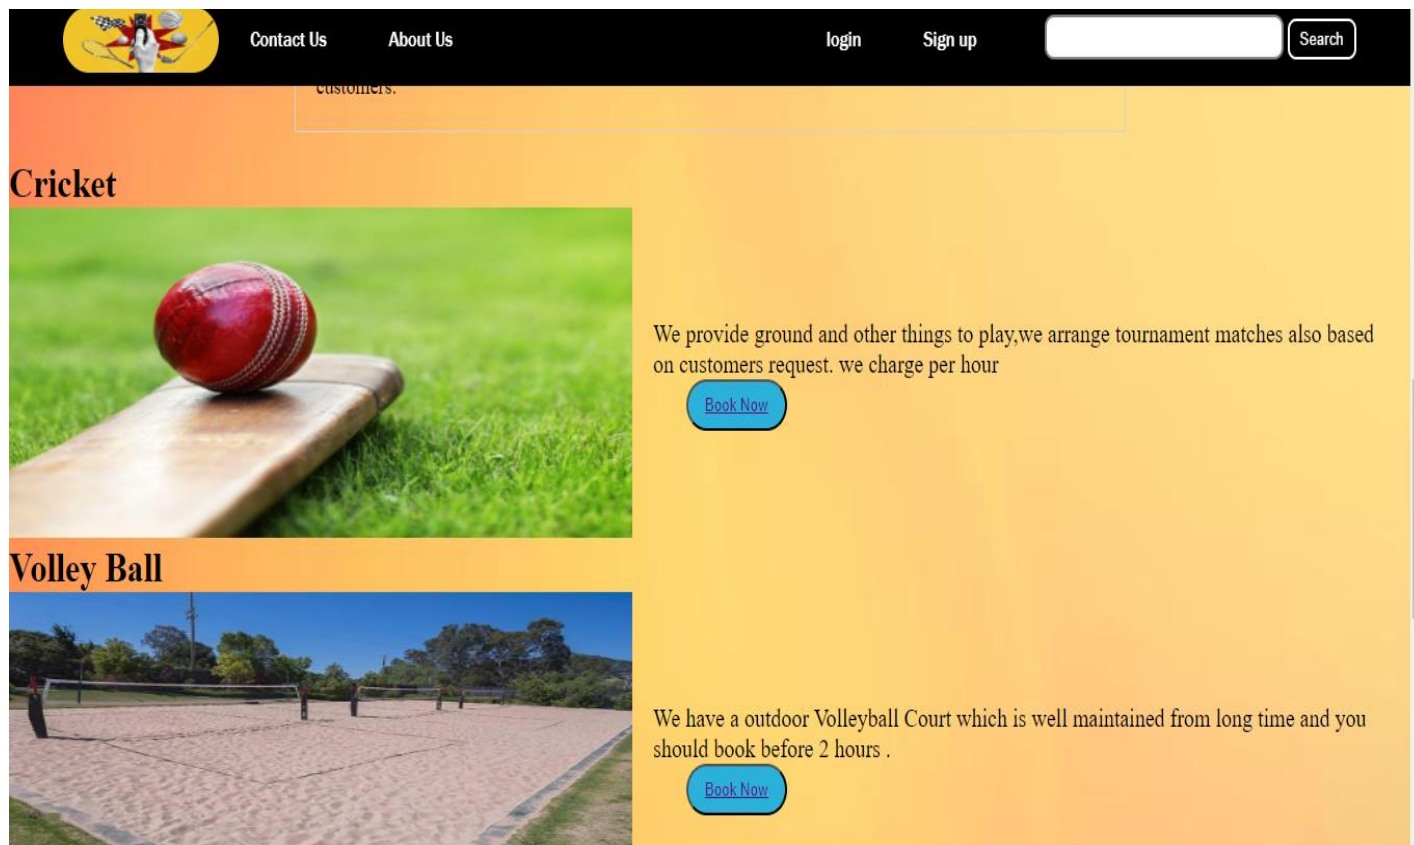 Contact Us
About Us
login
Sign up
Search
customers.
Cricket
We provide ground and other things to play,we arrange tournament matches also based
on customers request. we charge per hour
Book Now
Volley Ball
We have a outdoor Volleyball Court which is well maintained from long time and you
should book before 2 hours .
Book Now